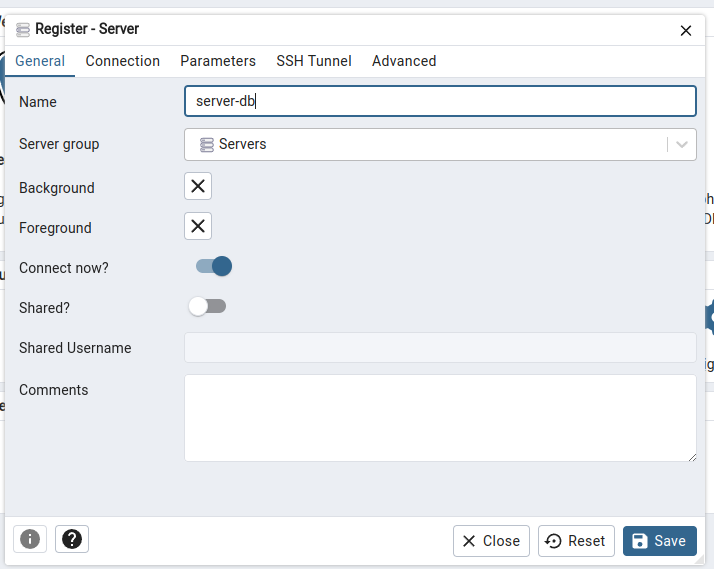 Register - Server
General Connection Parameters SSH Tunnel Advanced
Name server-db
Server group Servers
Background
Foreground
Connect now?
Shared?
Shared Username
Comments
Close Reset Save